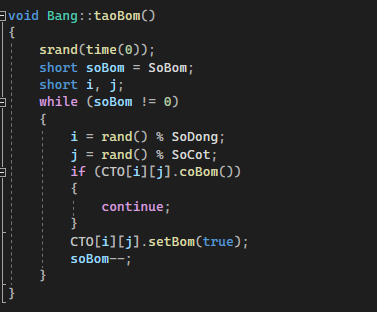 void Bang::taoBom()
{
    srand(time(0));
    short soBom = SoBom;
    short i, j;
    while (soBom != 0)
    {
        i = rand() % SoDong;
        j = rand() % SoCot;
        if (CTO[i][j].coBom())
        {
            continue;
        }
        CTO[i][j].setBom(true);
        soBom--;
    }
}